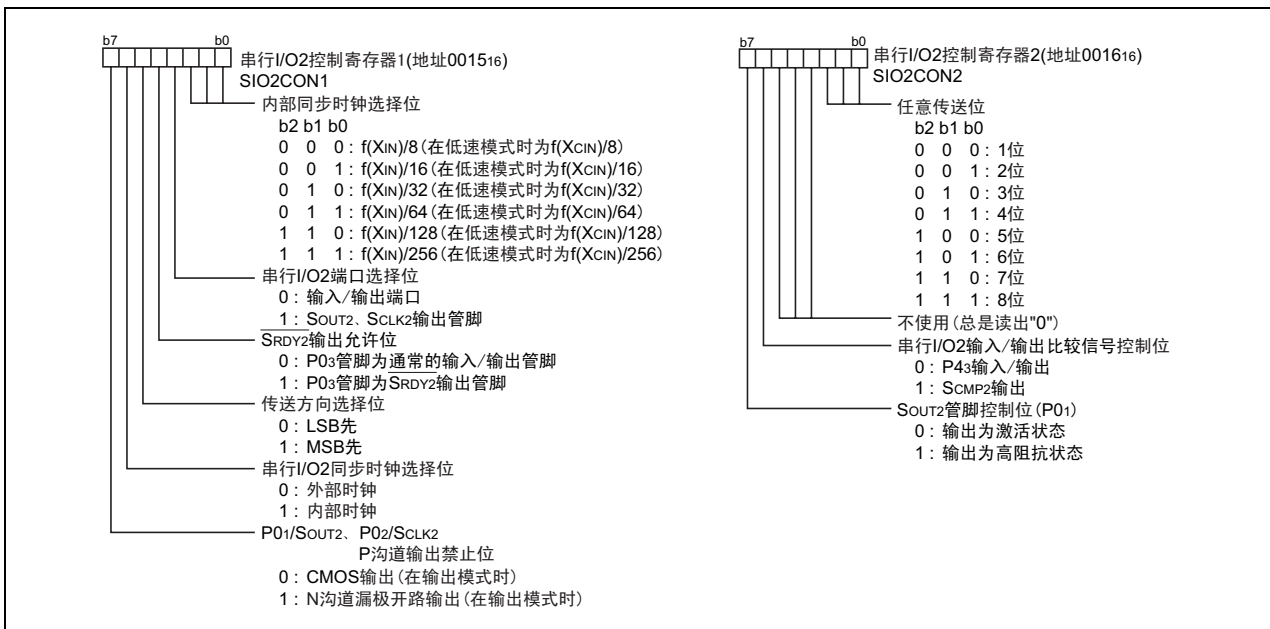 b7 b0
串行I/O2控制寄存器1(地址001516)
SIO2CON1
内部同步时钟选择位
b2 b1 b0
0 0 0 : f(XIN)/8 (在低速模式时为f(XCIN)/8)
0 0 1 : f(XIN)/16 (在低速模式时为f(XCIN)/16)
0 1 0 : f(XIN)/32 (在低速模式时为f(XCIN)/32)
0 1 1 : f(XIN)/64 (在低速模式时为f(XCIN)/64)
1 1 0 : f(XIN)/128 (在低速模式时为f(XCIN)/128)
1 1 1 : f(XIN)/256 (在低速模式时为f(XCIN)/256)
串行I/O2端口选择位
0 : 输入/输出端口
1 : SOUT2、SCLK2输出管脚
SRDY2输出允许位
0 : P03管脚为通常的输入/输出管脚
1 : P03管脚为SRDY2输出管脚
传送方向选择位
0 : LSB先
1 : MSB先
串行I/O2同步时钟选择位
0 : 外部时钟
1 : 内部时钟
P01/SOUT2、P02/SCLK2
P沟道输出禁止位
0 : CMOS输出 (在输出模式时)
1 : N沟道漏极开路输出 (在输出模式时)
b7 b0
串行I/O2控制寄存器2(地址001616)
SIO2CON2
任意传送位
b2 b1 b0
0 0 0 : 1位
0 0 1 : 2位
0 1 0 : 3位
0 1 1 : 4位
1 0 0 : 5位
1 0 1 : 6位
1 1 0 : 7位
1 1 1 : 8位
不使用 (总是读出"0")
串行I/O2输入/输出比较信号控制位
0 : P43输入/输出
1 : SCMP2输出
SOUT2管脚控制位 (P01)
0 : 输出为激活状态
1 : 输出为高阻抗状态